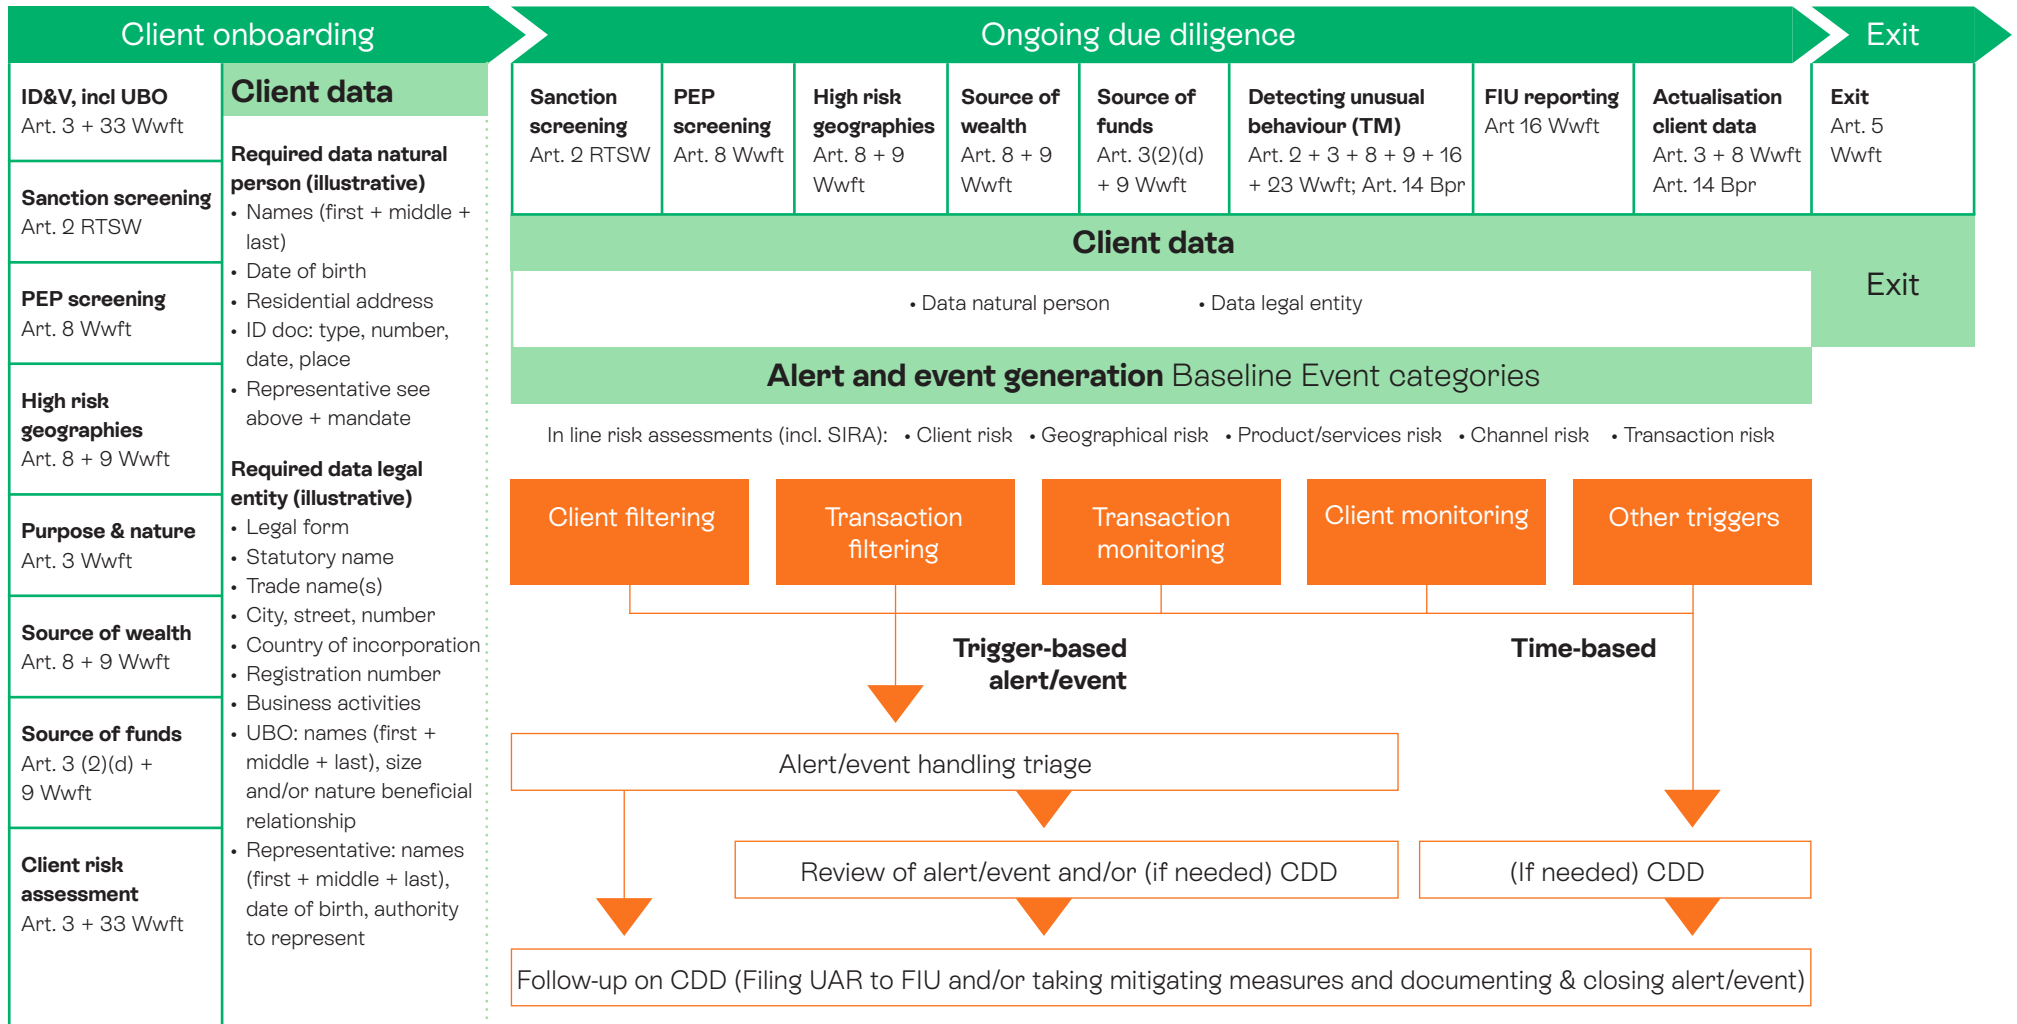 Client onboarding
Ongoing due diligence
Exit
ID&V, incl UBO
Art. 3 + 33 Wwft
Sanction screening
Art. 2 RTSW
PEP screening
Art. 8 Wwft
High risk
geographies
Art. 8 + 9 Wwft
Purpose & nature
Art. 3 Wwft
Source of wealth
Art. 8 + 9 Wwft
Source of funds
Art. 3 (2)(d) +
9 Wwft
Client risk
assessment
Art. 3 + 33 Wwft
Client data
Required data natural
person (illustrative)
• Names (first + middle +
last)
• Date of birth
• Residential address
• ID doc: type, number,
date, place
• Representative see
above + mandate
Required data legal
entity (illustrative)
• Legal form
• Statutory name
• Trade name(s)
• City, street, number
• Country of incorporation
• Registration number
• Business activities
• UBO: names (first +
middle + last), size
and/or nature beneficial
relationship
• Representative: names
(first + middle + last),
date of birth, authority
to represent
Sanction
screening
Art. 2 RTSW
PEP
screening
Art. 8 Wwft
High risk
geographies
Art. 8 + 9
Wwft
Source of
wealth
Art. 8 + 9
Wwft
Source of
funds
Art. 3(2)(d)
+ 9 Wwft
Detecting unusual
behaviour (TM)
Art. 2 + 3 + 8 + 9 + 16
+ 23 Wwft; Art. 14 Bpr
FIU reporting
Art 16 Wwft
Actualisation
client data
Art. 3 + 8 Wwft
Art. 14 Bpr
Exit
Art. 5
Wwft
Client data
• Data natural person • Data legal entity
Exit
Alert and event generation Baseline Event categories
In line risk assessments (incl. SIRA): • Client risk • Geographical risk • Product/services risk • Channel risk • Transaction risk
Client filtering
Transaction
filtering
Transaction
monitoring
Client monitoring
Other triggers
Trigger-based
alert/event
Time-based
Alert/event handling triage
Review of alert/event and/or (if needed) CDD
(If needed) CDD
Follow-up on CDD (Filing UAR to FIU and/or taking mitigating measures and documenting & closing alert/event)